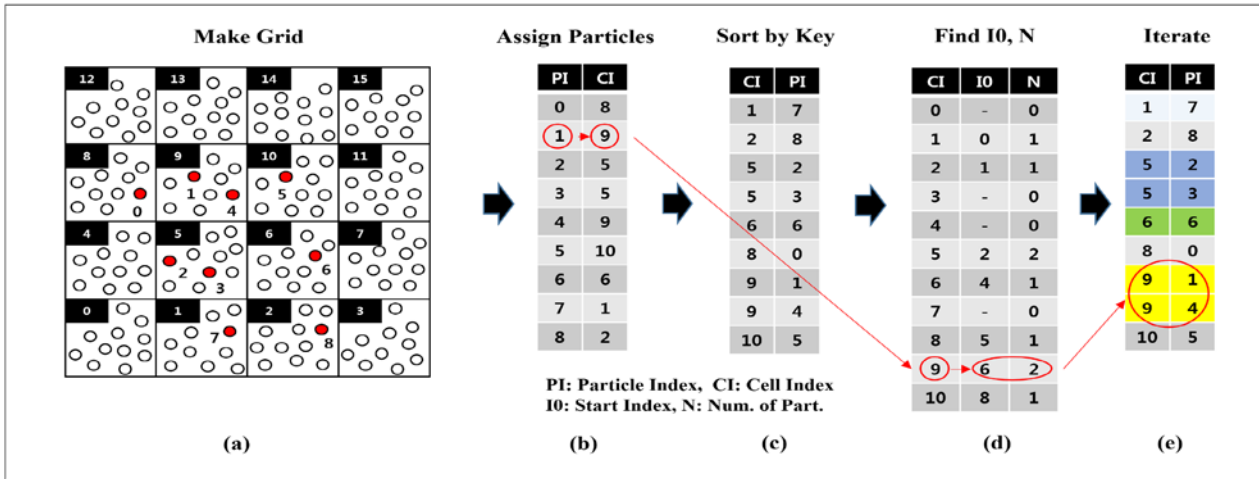 Make Grid
12 13 14 15
8 9 10 11
0 1 4 5
4 5 6 7
2 3 6
0 1 2 3
7 8
(a)
Assign Particles
PI CI
0 8
1 9
2 5
3 5
4 9
5 10
6 6
7 1
8 2
(b)
Sort by Key
CI PI
1 7
2 8
5 2
5 3
6 6
8 0
9 1
9 4
10 5
(c)
Find I0, N
CI I0 N
0 - 0
1 0 1
2 1 1
3 - 0
4 - 0
5 2 2
6 4 1
7 - 0
8 5 1
9 6 2
10 8 1
(d)
Iterate
CI PI
1 7
2 8
5 2
5 3
6 6
8 0
9 1
9 4
10 5
(e)
PI: Particle Index, CI: Cell Index
I0: Start Index, N: Num. of Part.